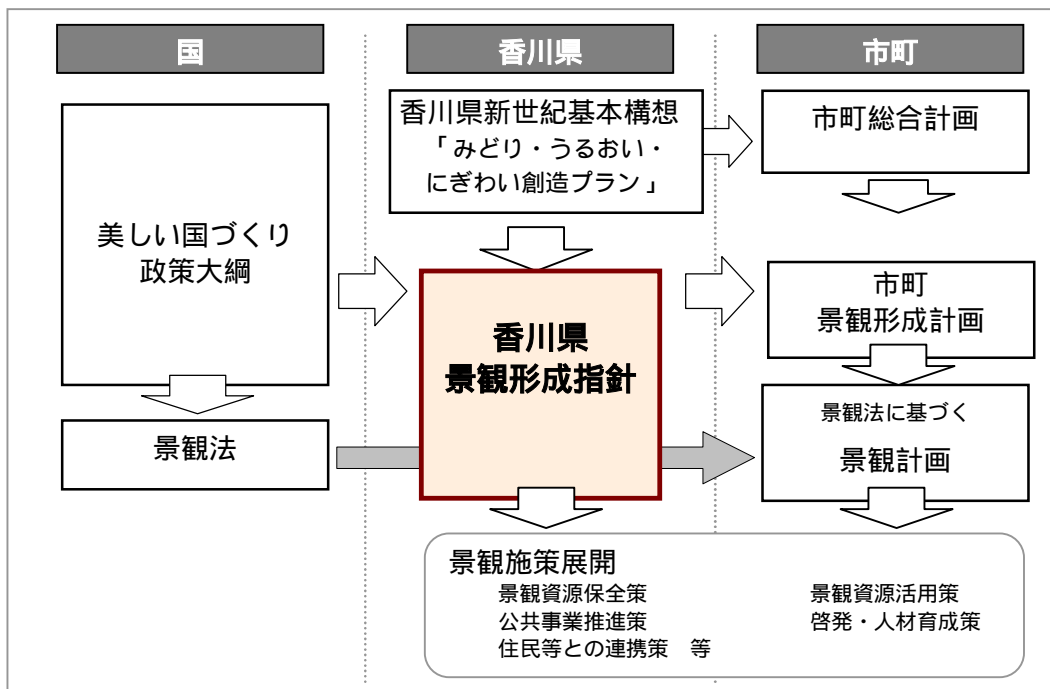 国
香川県
市町
美しい国づくり
政策大綱
景観法
香川県新世紀基本構想
「みどり・うるおい・
にぎわい創造プラン」
香川県
景観形成指針
市町総合計画
市町
景観形成計画
景観法に基づく
景観計画
景観施策展開
景観資源保全策
景観資源活用策
公共事業推進策
啓発・人材育成策
住民等との連携策　等